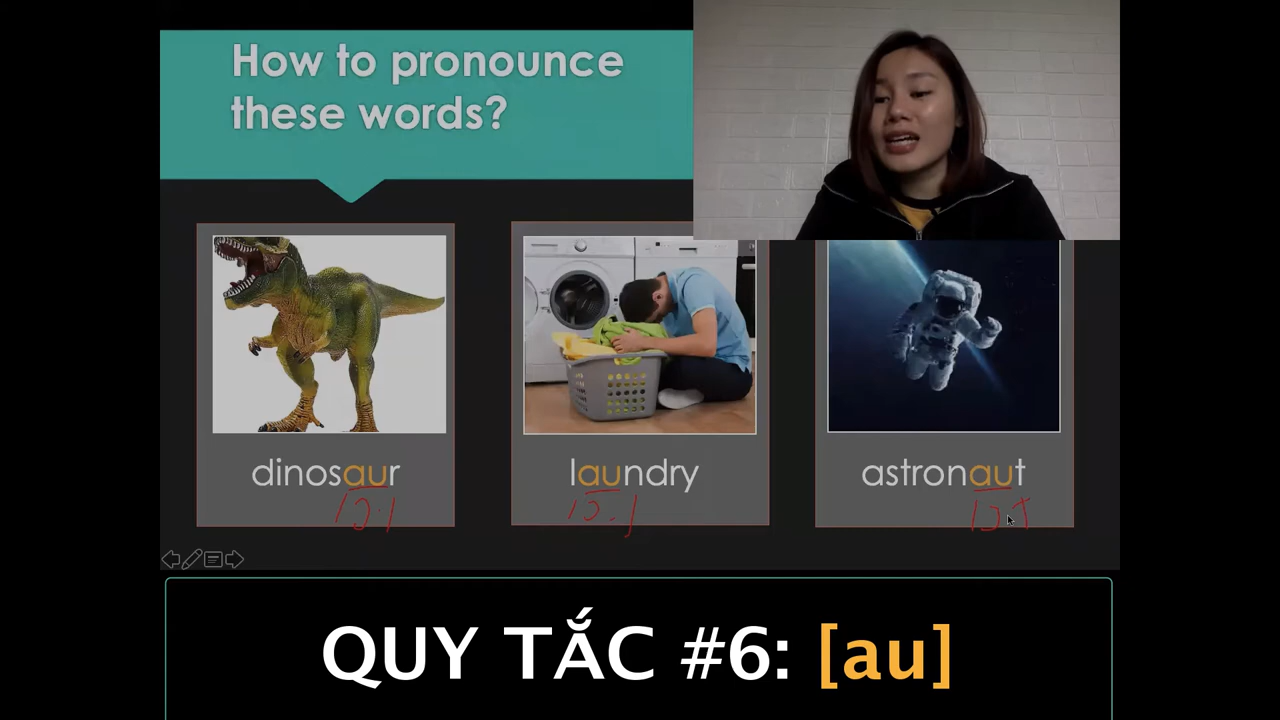 How to pronounce
these words?
dinosaur
laundry
astronaut
/ɔ:/
/ɔ:/
/ɔ:/
QUY TẮC #6: [au]